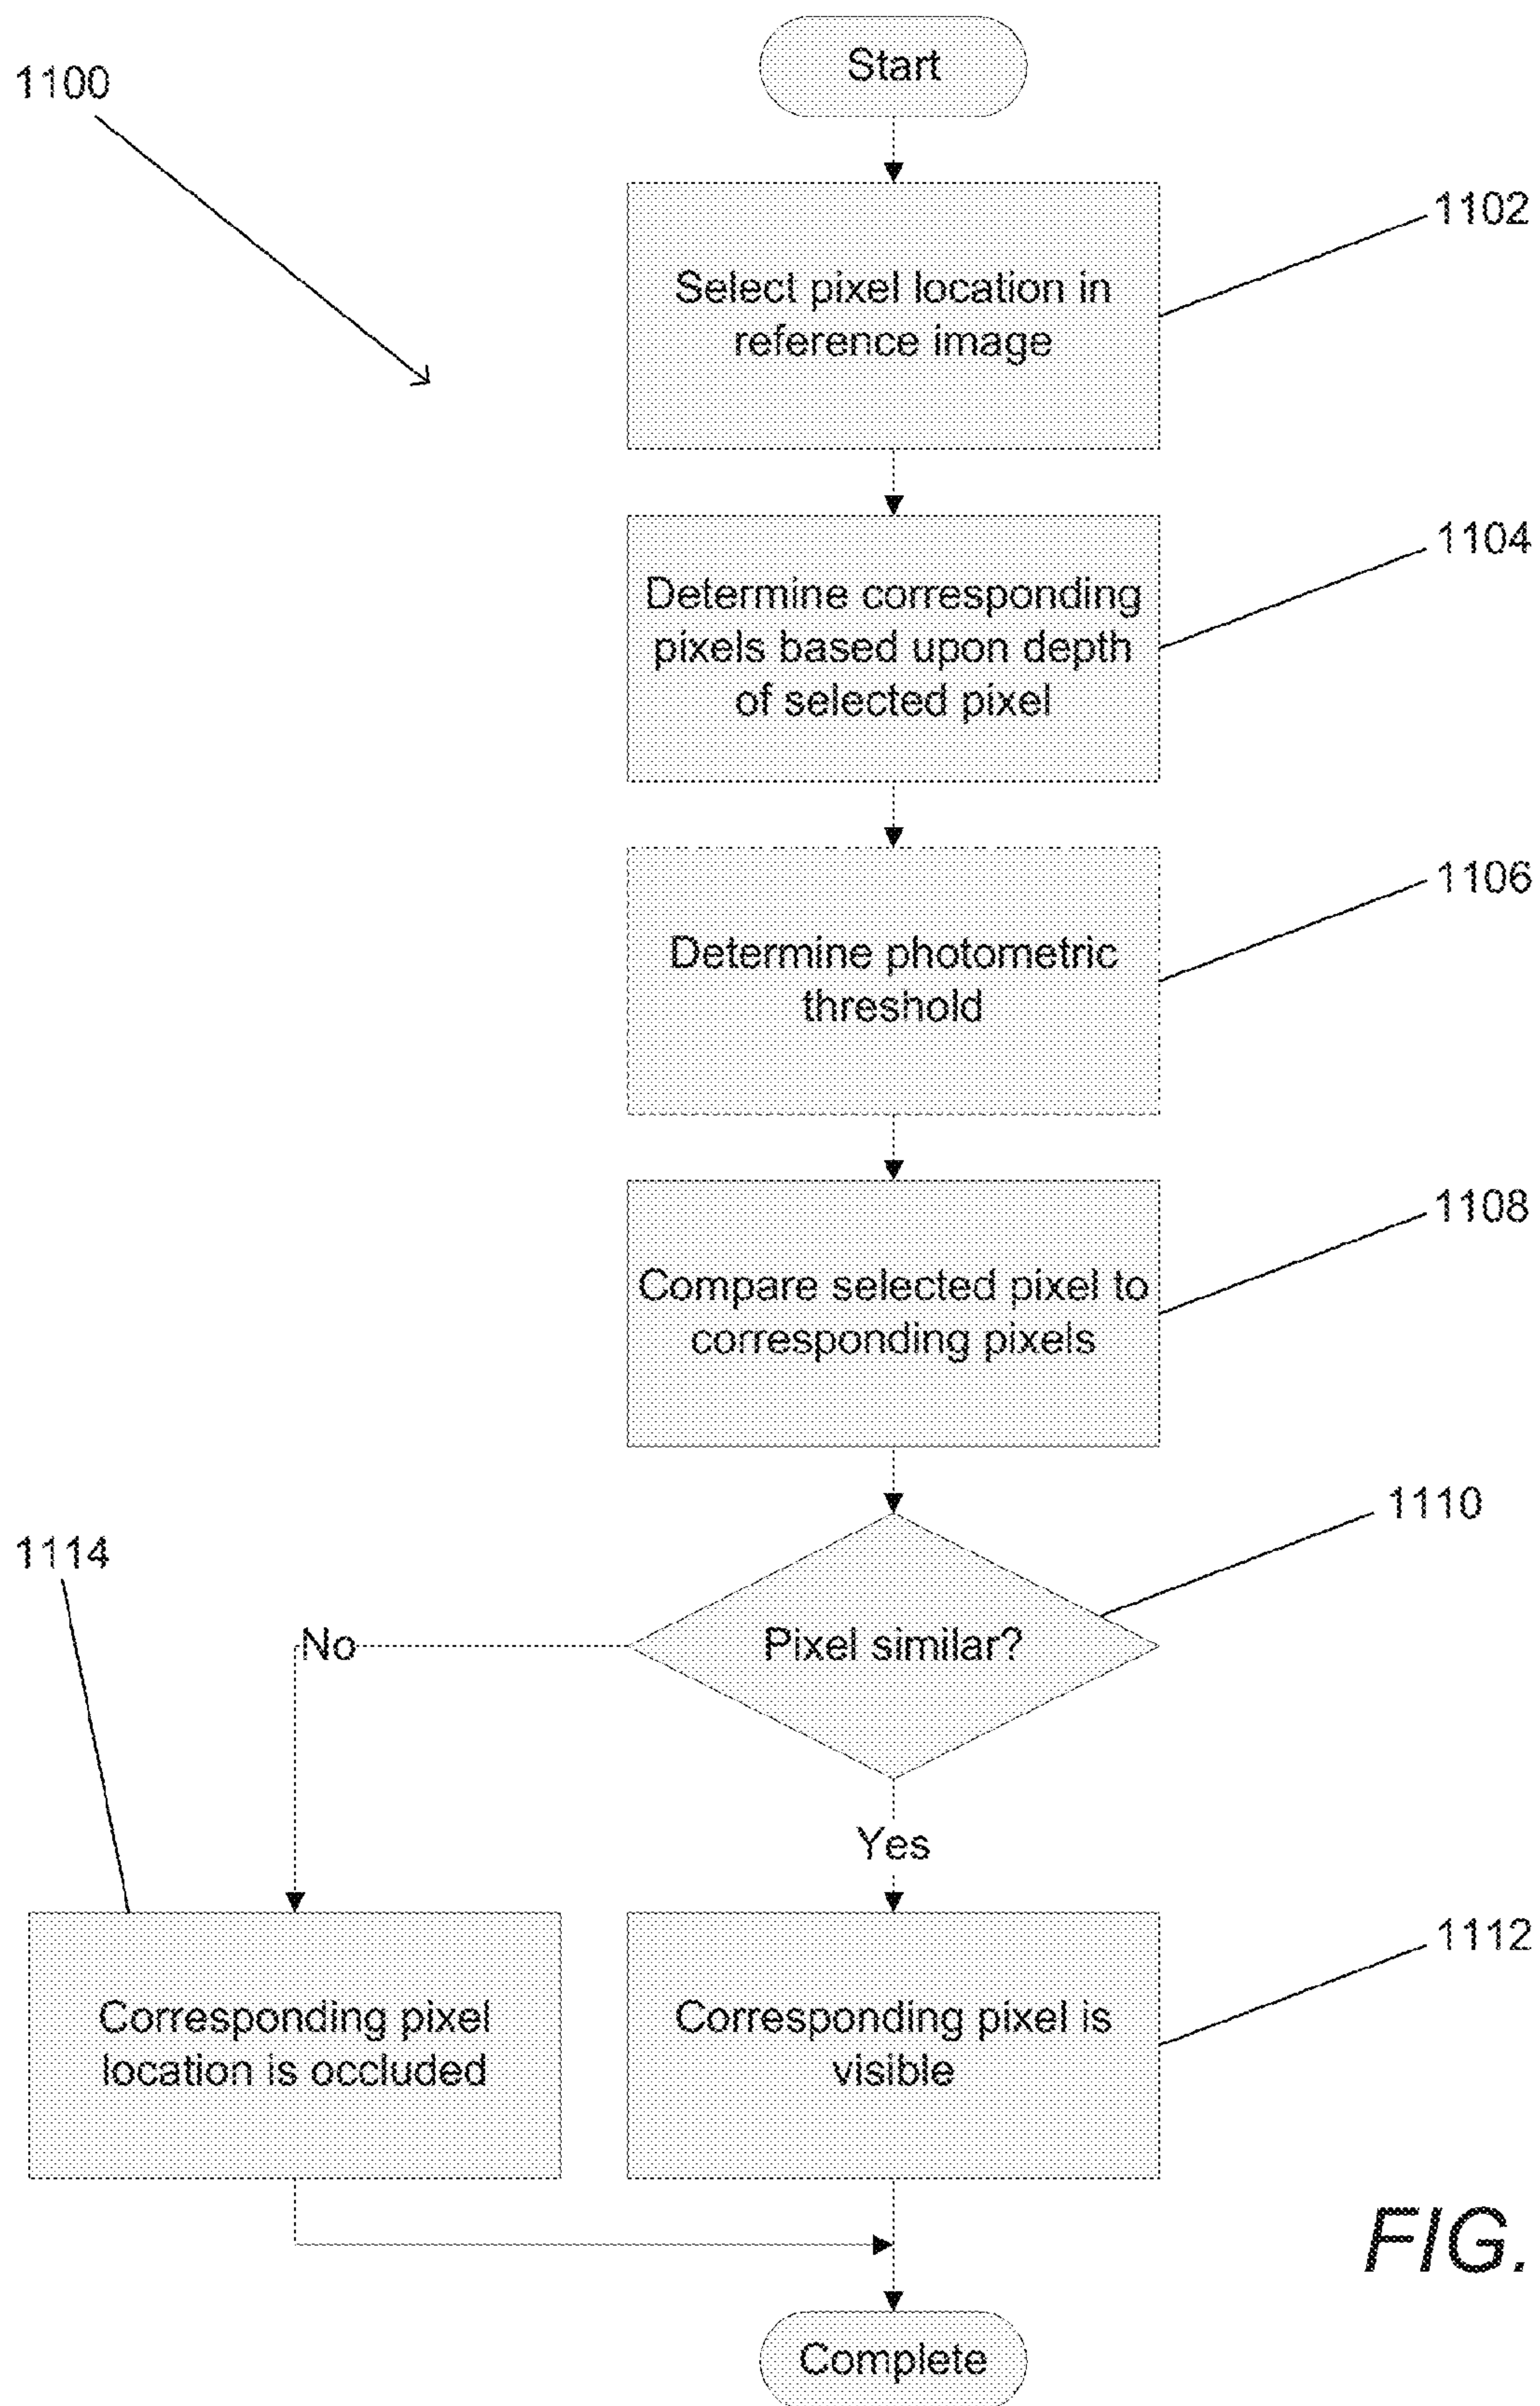 Start
1100
1102
Select pixel location in
reference image
1104
Determine corresponding
pixels based upon depth
of selected pixel
1106
Determine photometric
threshold
1108
Compare selected pixel to
corresponding pixels
1110
Pixel similar?
No
Yes
1114
Corresponding pixel
location is occluded
1112
Corresponding pixel is
visible
FIG.
Complete